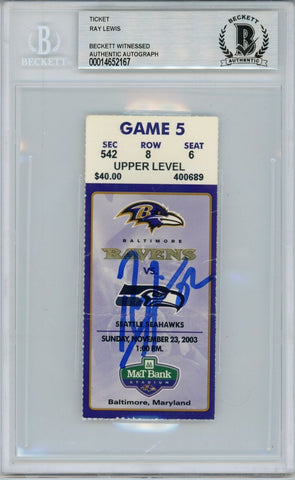 BECKETT
TICKET
RAY LEWIS
BECKETT WITNESSED
AUTHENTIC AUTOGRAPH
00014652167
BECKETT
AUTHENTIC
GAME 5
SEC ROW SEAT
542 8 6
UPPER LEVEL
$40.00 400689
B
BALTIMORE
RAVENS
VS.
SEATTLE SEAHAWKS
SUNDAY, NOVEMBER 23, 2003
1:00 PM.
M&T Bank
STADIUM
Baltimore, Maryland